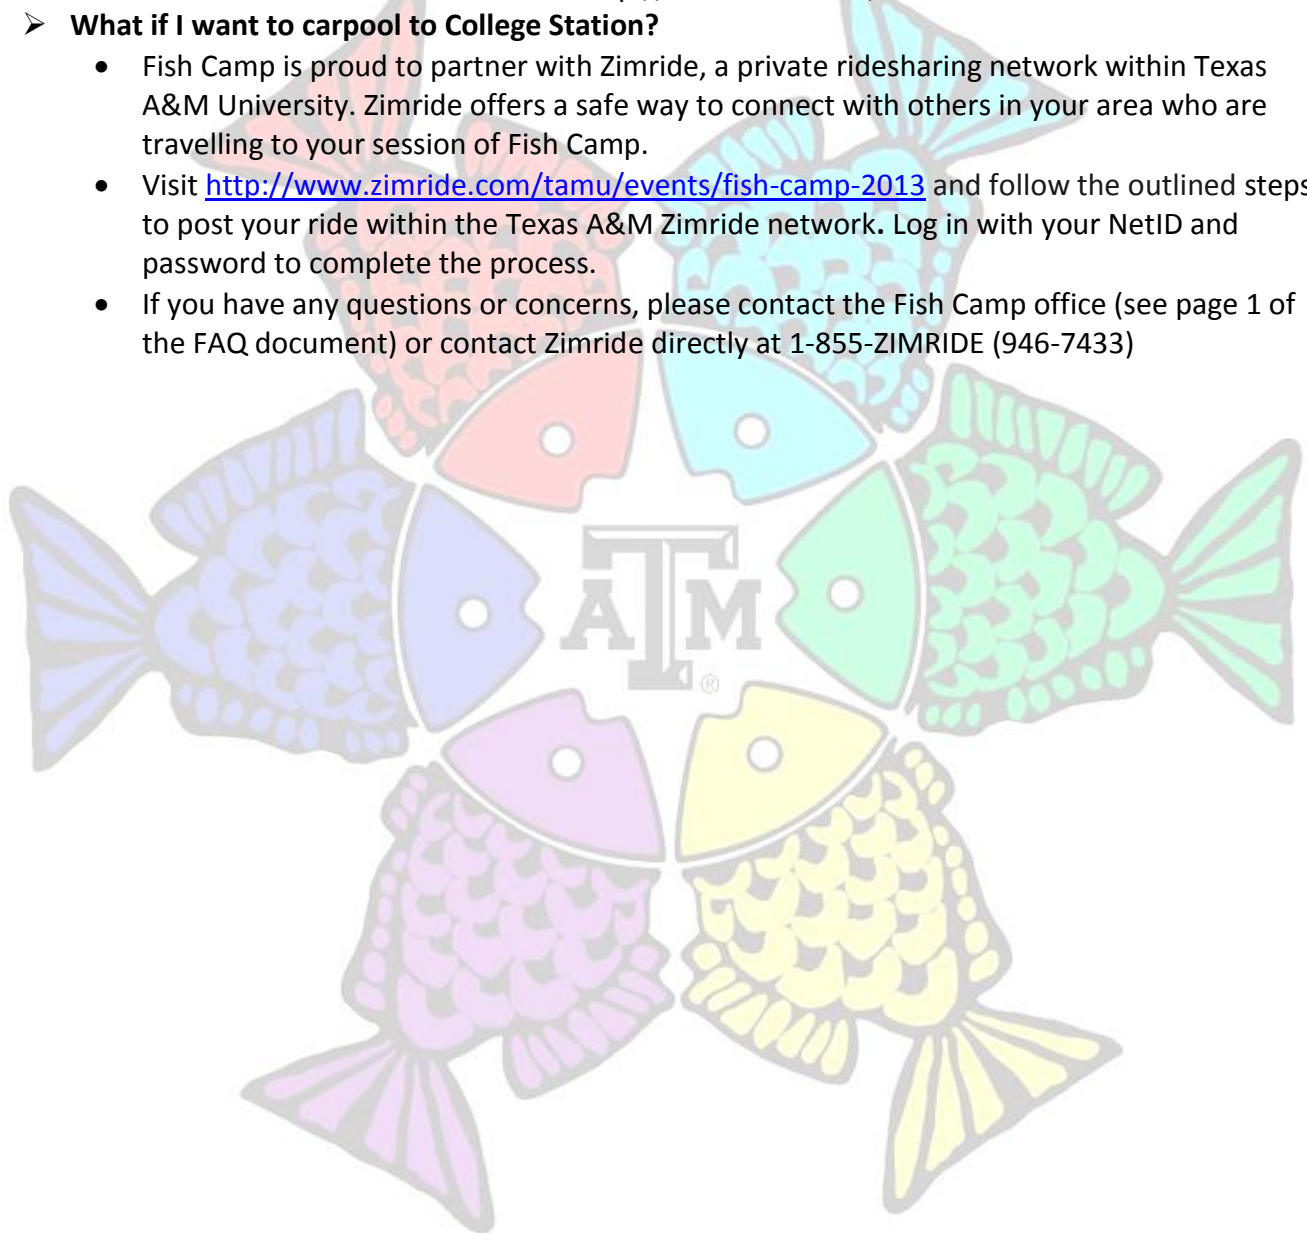 ➢ What if I want to carpool to College Station?
• Fish Camp is proud to partner with Zimride, a private ridesharing network within Texas
A&M University. Zimride offers a safe way to connect with others in your area who are
travelling to your session of Fish Camp.
• Visit http://www.zimride.com/tamu/events/fish-camp-2013 and follow the outlined steps
to post your ride within the Texas A&M Zimride network. Log in with your NetID and
password to complete the process.
• If you have any questions or concerns, please contact the Fish Camp office (see page 1 of
the FAQ document) or contact Zimride directly at 1-855-ZIMRIDE (946-7433)
ATM ®